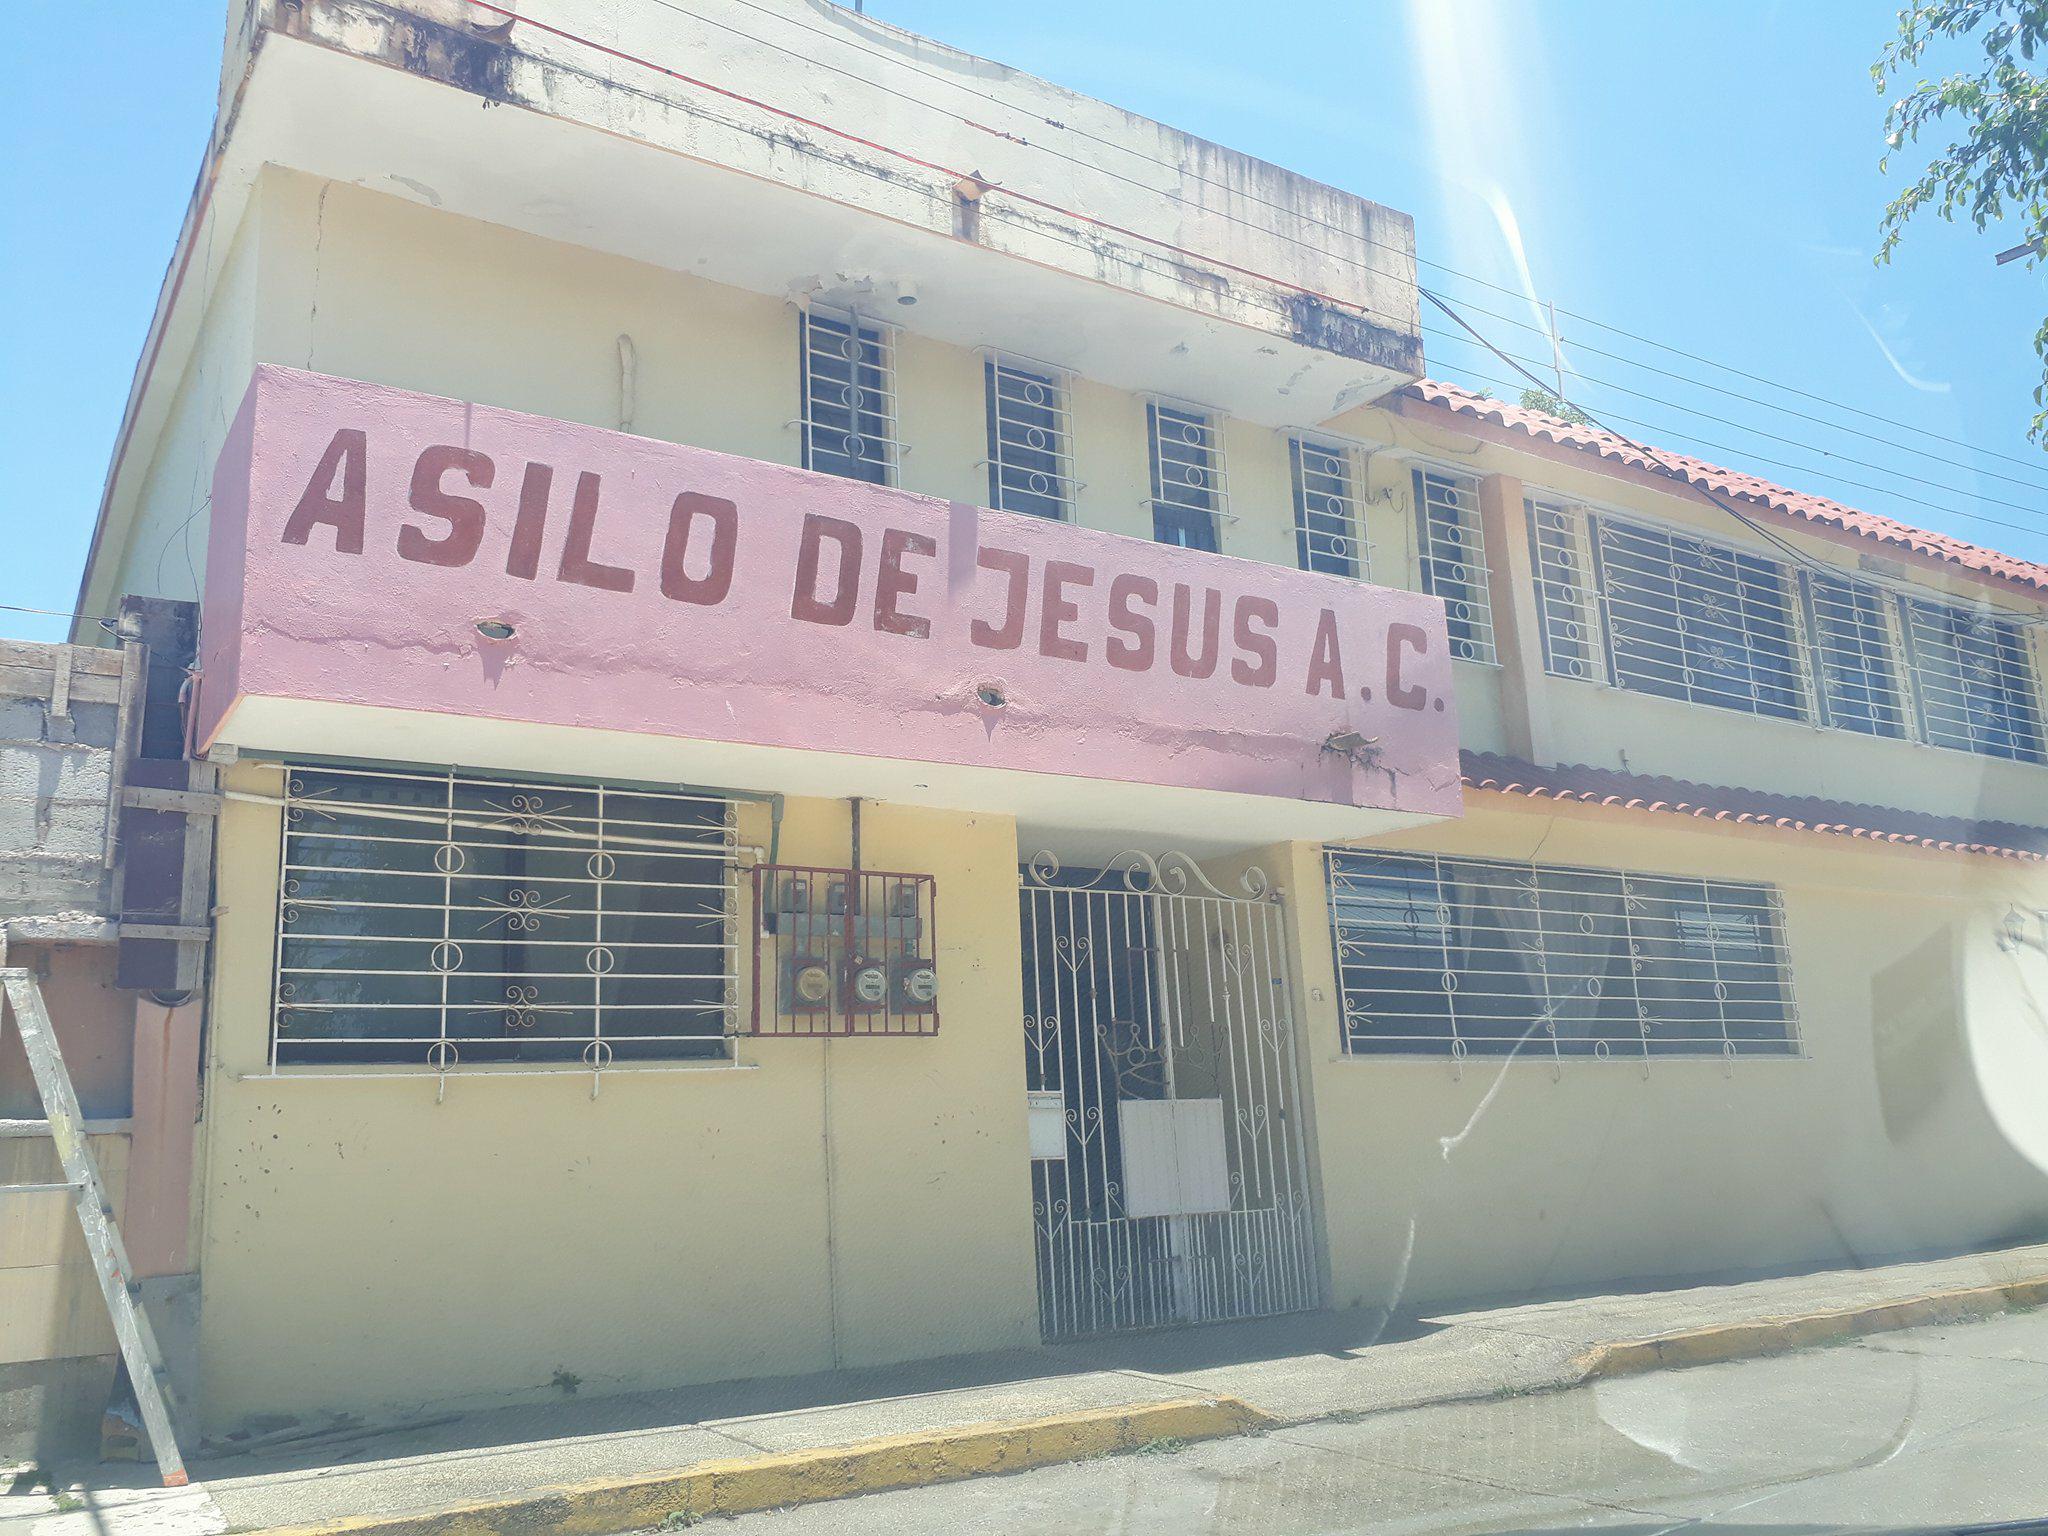 ASILO DE JESUS A.C.